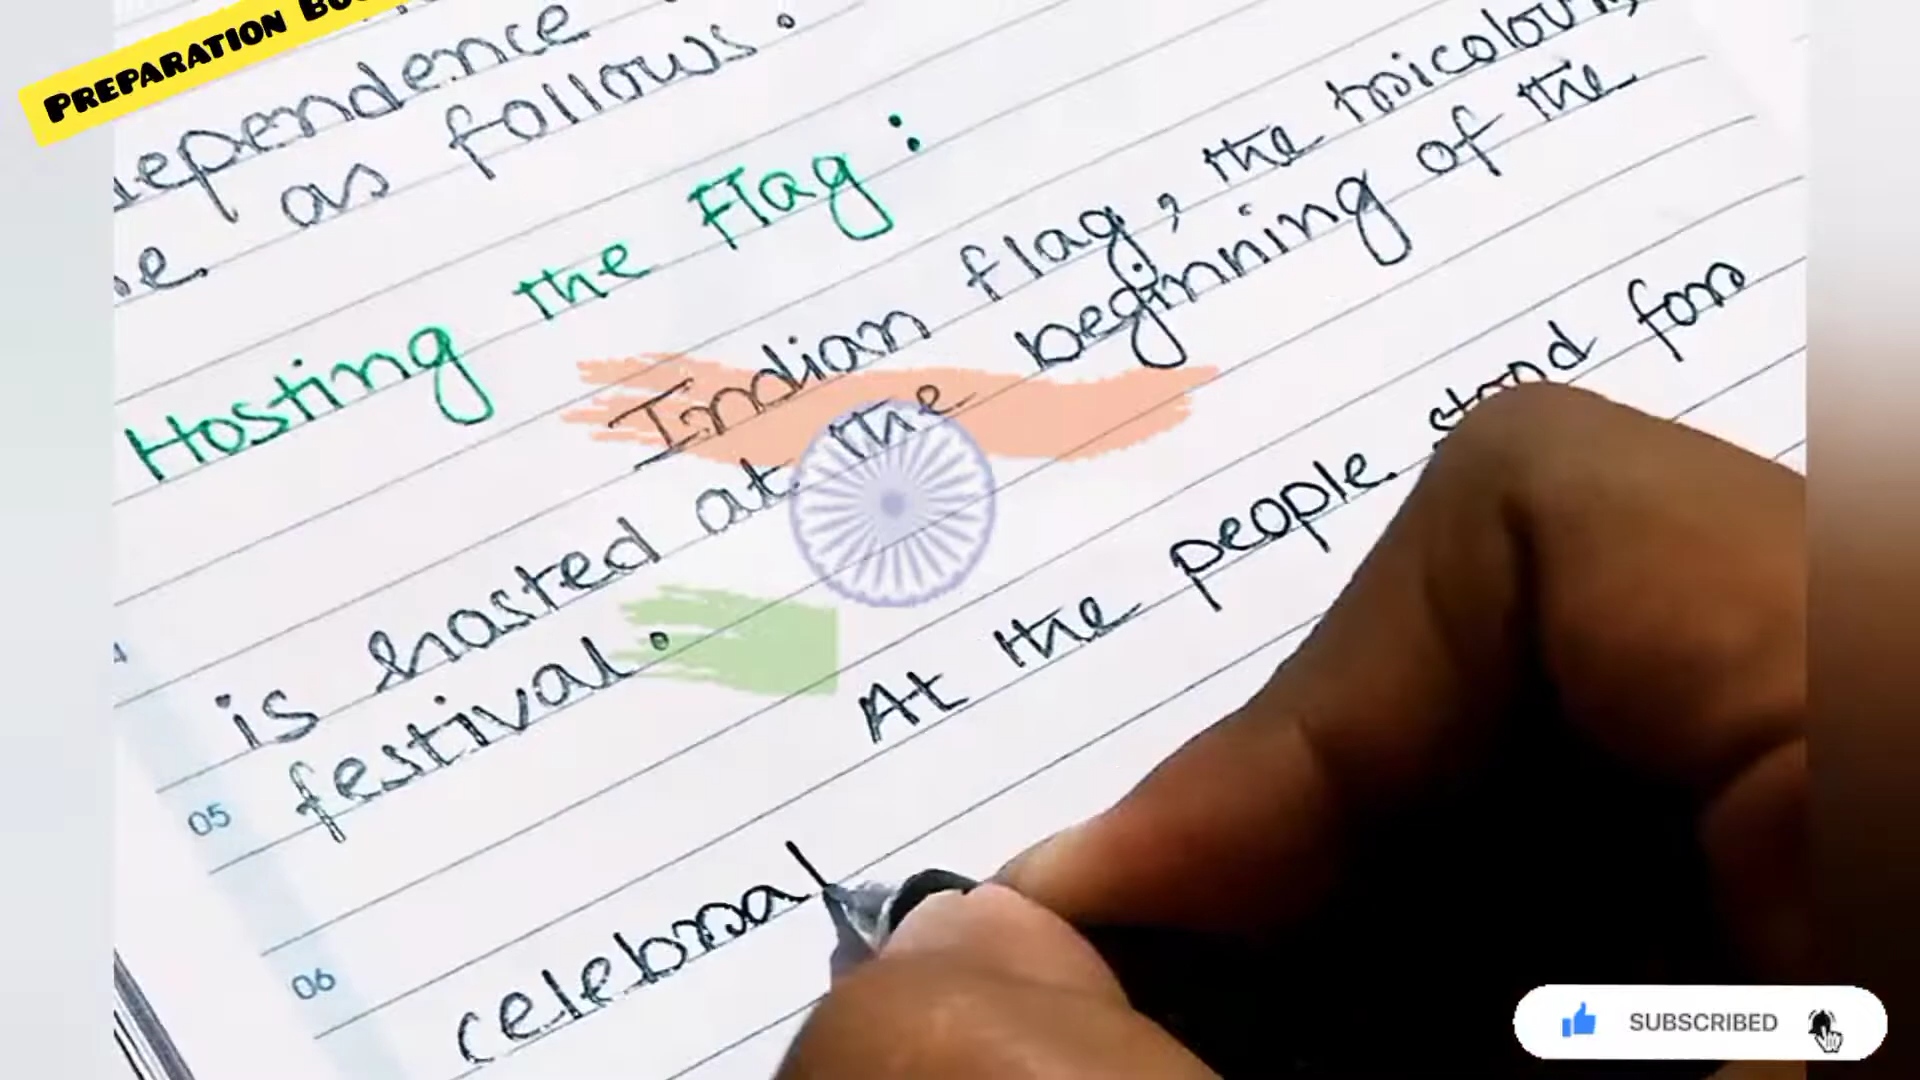 PREPARATION
ependence
as follows.
Hosting the Flag:
Indian flag, the tricolour,
is hosted at the beginning of the
festival.
At the people stand for
celebra
05
06
SUBSCRIBED